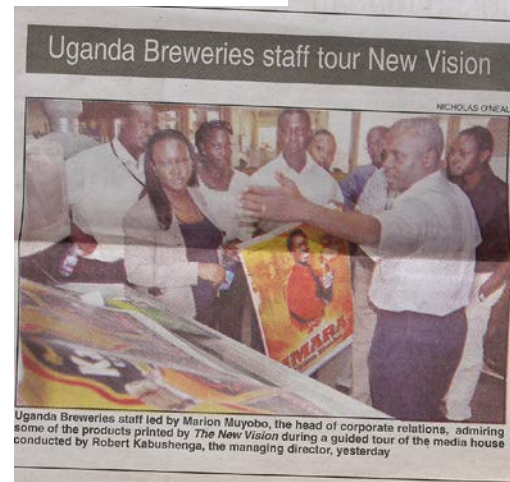 Uganda Breweries staff tour New Vision
NICHOLAS O'NEAL
Uganda Breweries staff led by Marion Muyobo, the head of corporate relations, admiring
some of the products printed by The New Vision during a guided tour of the media house
conducted by Robert Kabushenga, the managing director, yesterday